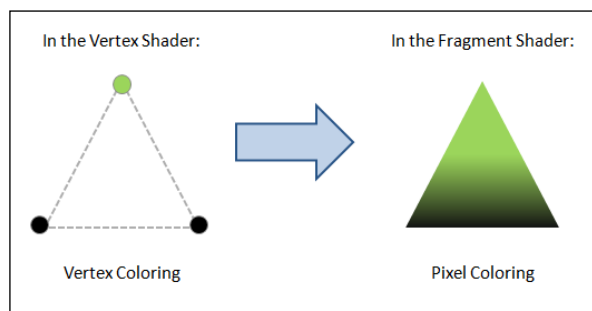 In the Vertex Shader:
In the Fragment Shader:
Vertex Coloring
Pixel Coloring